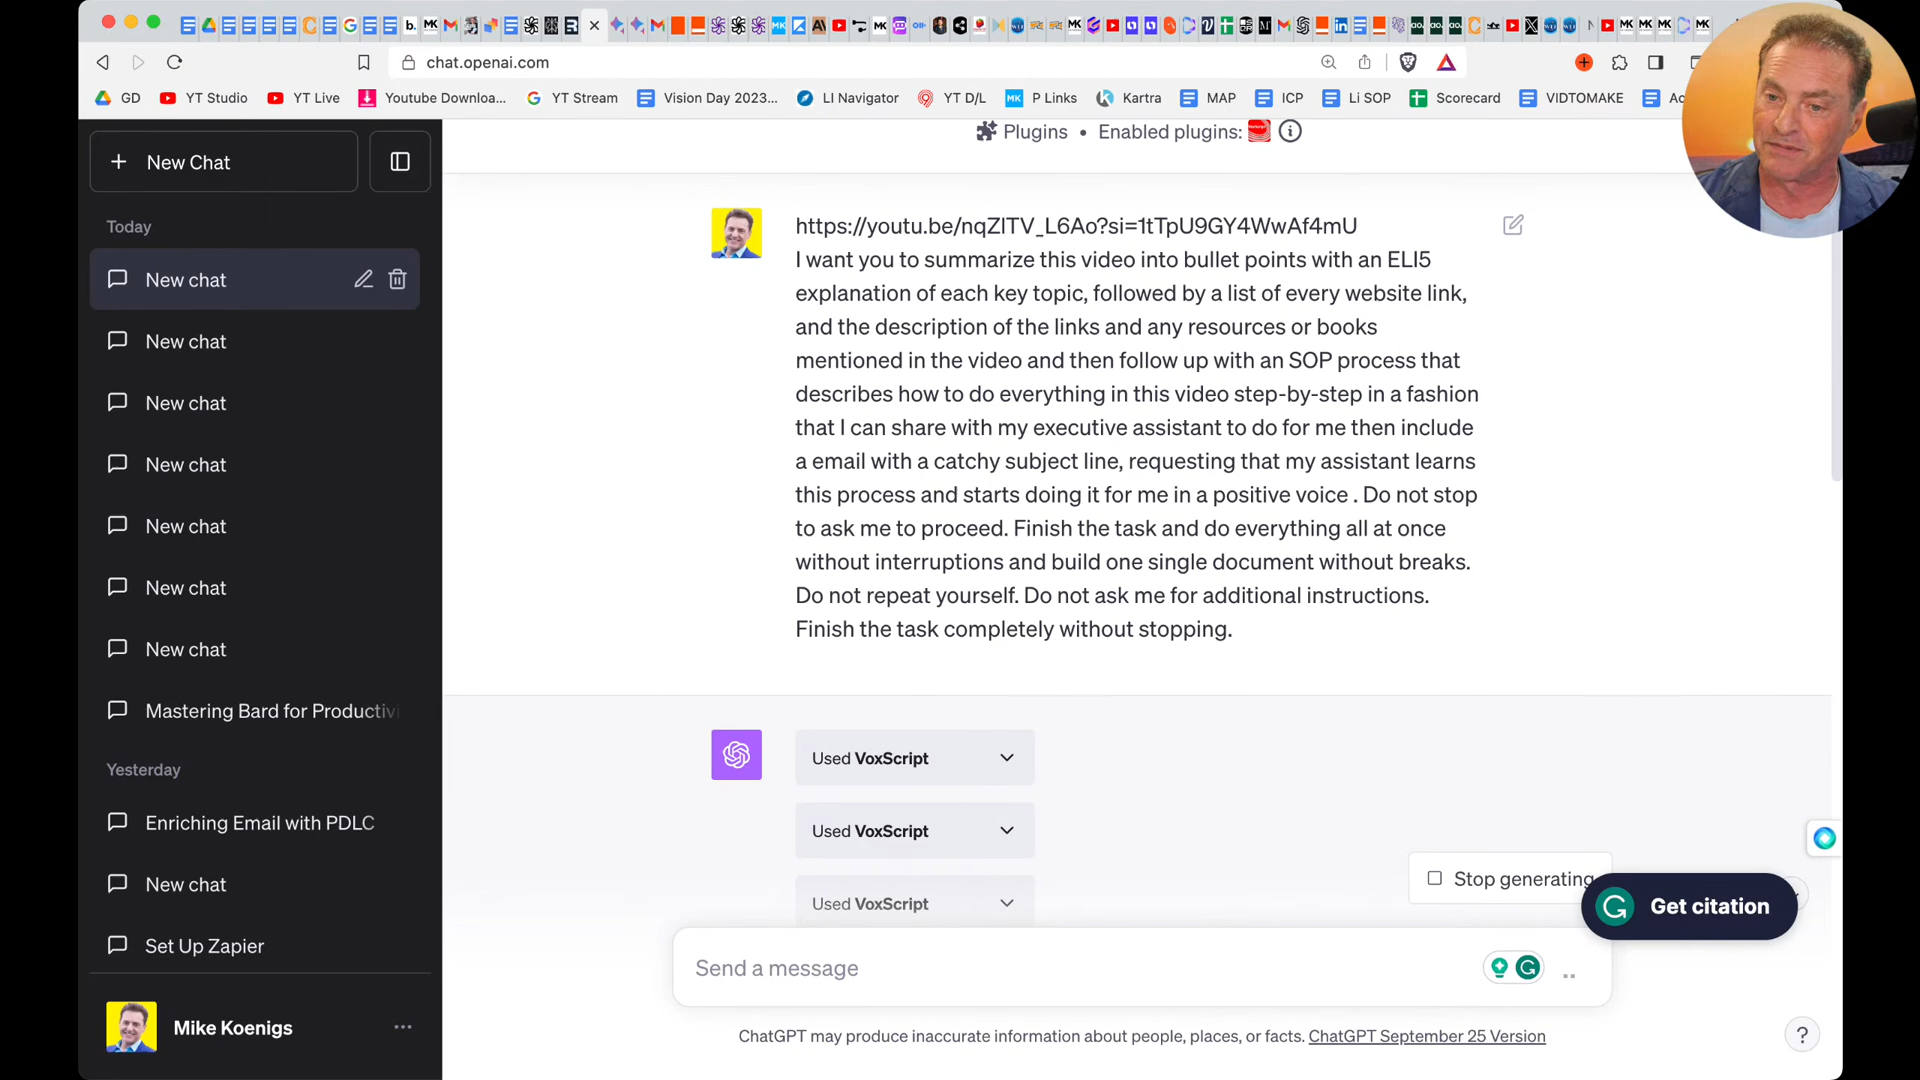 chat.openai.com
GD
YT Studio
YT Live
Youtube Downloa...
YT Stream
Vision Day 2023...
LI Navigator
YT D/L
P Links
Kartra
MAP
ICP
Li SOP
Scorecard
VIDTOMAKE
New Chat
Today
New chat
New chat
New chat
New chat
New chat
New chat
New chat
Mastering Bard for Productivi
Yesterday
Enriching Email with PDLC
New chat
Set Up Zapier
Mike Koenigs
Plugins • Enabled plugins:
https://youtu.be/nqZlTV_L6Ao?si=1tTpU9GY4WwAf4mU
I want you to summarize this video into bullet points with an ELI5
explanation of each key topic, followed by a list of every website link,
and the description of the links and any resources or books
mentioned in the video and then follow up with an SOP process that
describes how to do everything in this video step-by-step in a fashion
that I can share with my executive assistant to do for me then include
a email with a catchy subject line, requesting that my assistant learns
this process and starts doing it for me in a positive voice . Do not stop
to ask me to proceed. Finish the task and do everything all at once
without interruptions and build one single document without breaks.
Do not repeat yourself. Do not ask me for additional instructions.
Finish the task completely without stopping.
Used VoxScript
Used VoxScript
Used VoxScript
Stop generating
Get citation
Send a message
ChatGPT may produce inaccurate information about people, places, or facts. ChatGPT September 25 Version
?